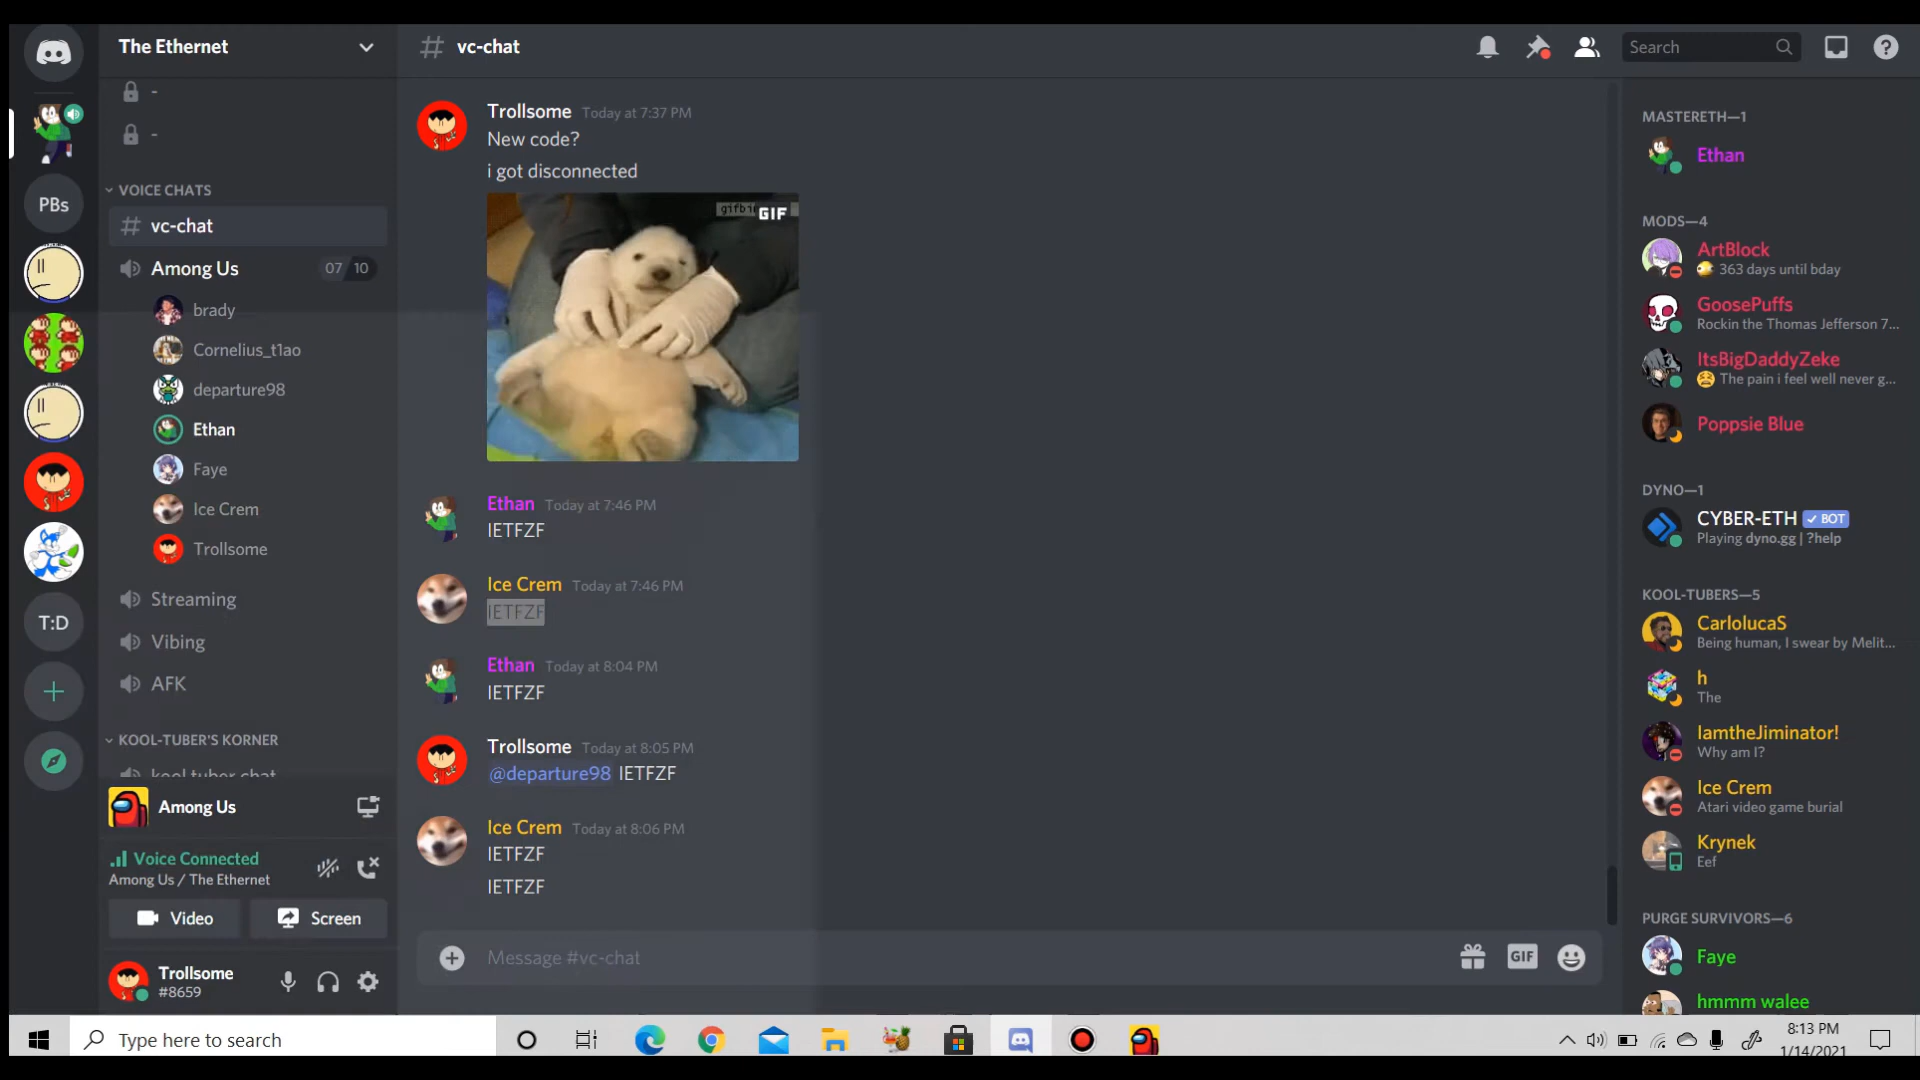 The Ethernet
-
-
VOICE CHATS
vc-chat
Among Us 07 10
brady
Cornelius_t1ao
departure98
Ethan
Faye
Ice Crem
Trollsome
Streaming
Vibing
AFK
KOOL-TUBER'S KORNER
kool tuber chat
Among Us
Voice Connected
Among Us / The Ethernet
Video Screen
Trollsome
#8659
PBs
T:D
vc-chat
Search
Trollsome Today at 7:37 PM
New code?
i got disconnected
GIF
Ethan Today at 7:46 PM
IETFZF
Ice Crem Today at 7:46 PM
IETFZF
Ethan Today at 8:04 PM
IETFZF
Trollsome Today at 8:05 PM
@departure98 IETFZF
Ice Crem Today at 8:06 PM
IETFZF
IETFZF
Message #vc-chat
GIF
MASTERETH—1
Ethan
MODS—4
ArtBlock
363 days until bday
GoosePuffs
Rockin the Thomas Jefferson 7...
ItsBigDaddyZeke
The pain i feel well never g...
Poppsie Blue
DYNO—1
CYBER-ETH BOT
Playing dyno.gg | ?help
KOOL-TUBERS—5
CarlolucaS
Being human, I swear by Melit...
h
The
IamtheJiminator!
Why am I?
Ice Crem
Atari video game burial
Krynek
Eef
PURGE SURVIVORS—6
Faye
hmmm walee
Type here to search
8:13 PM
1/14/2021